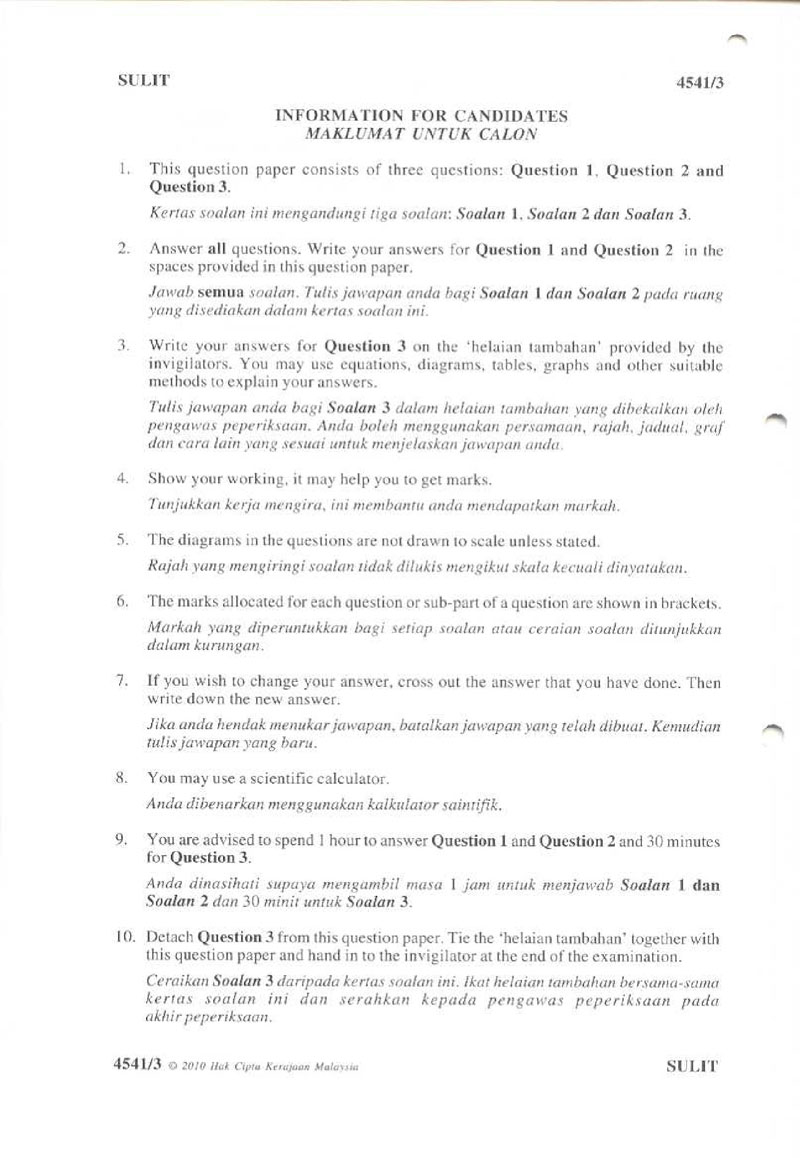 SULIT 4541/3
INFORMATION FOR CANDIDATES
MAKLUMAT UNTUK CALON
1. This question paper consists of three questions: Question 1, Question 2 and
Question 3.
Kertas soalan ini mengandungi tiga soalan: Soalan 1, Soalan 2 dan Soalan 3.
2. Answer all questions. Write your answers for Question 1 and Question 2 in the
spaces provided in this question paper.
Jawab semua soalan. Tulis jawapan anda bagi Soalan 1 dan Soalan 2 pada ruang
yang disediakan dalam kertas soalan ini.
3. Write your answers for Question 3 on the 'helaian tambahan' provided by the
invigilators. You may use equations, diagrams, tables, graphs and other suitable
methods to explain your answers.
Tulis jawapan anda bagi Soalan 3 dalam helaian tambahan yang dibekalkan oleh
pengawas peperiksaan. Anda boleh menggunakan persamaan, rajah, jadual, graf
dan cara lain yang sesuai untuk menjelaskan jawapan anda.
4. Show your working, it may help you to get marks.
Tunjukkan kerja mengira, ini membantu anda mendapatkan markah.
5. The diagrams in the questions are not drawn to scale unless stated.
Rajah yang mengiringi soalan tidak dilukis mengikut skala kecuali dinyatakan.
6. The marks allocated for each question or sub-part of a question are shown in brackets.
Markah yang diperuntukkan bagi setiap soalan atau ceraian soalan ditunjukkan
dalam kurungan.
7. If you wish to change your answer, cross out the answer that you have done. Then
write down the new answer.
Jika anda hendak menukar jawapan, batalkan jawapan yang telah dibuat. Kemudian
tulis jawapan yang baru.
8. You may use a scientific calculator.
Anda dibenarkan menggunakan kalkulator saintifik.
9. You are advised to spend 1 hour to answer Question 1 and Question 2 and 30 minutes
for Question 3.
Anda dinasihati supaya mengambil masa 1 jam untuk menjawab Soalan 1 dan
Soalan 2 dan 30 minit untuk Soalan 3.
10. Detach Question 3 from this question paper. Tie the 'helaian tambahan' together with
this question paper and hand in to the invigilator at the end of the examination.
Ceraikan Soalan 3 daripada kertas soalan ini. Ikat helaian tambahan bersama-sama
kertas soalan ini dan serahkan kepada pengawas peperiksaan pada
akhir peperiksaan.
4541/3 © 2010 Hak Cipta Kerajaan Malaysia SULIT